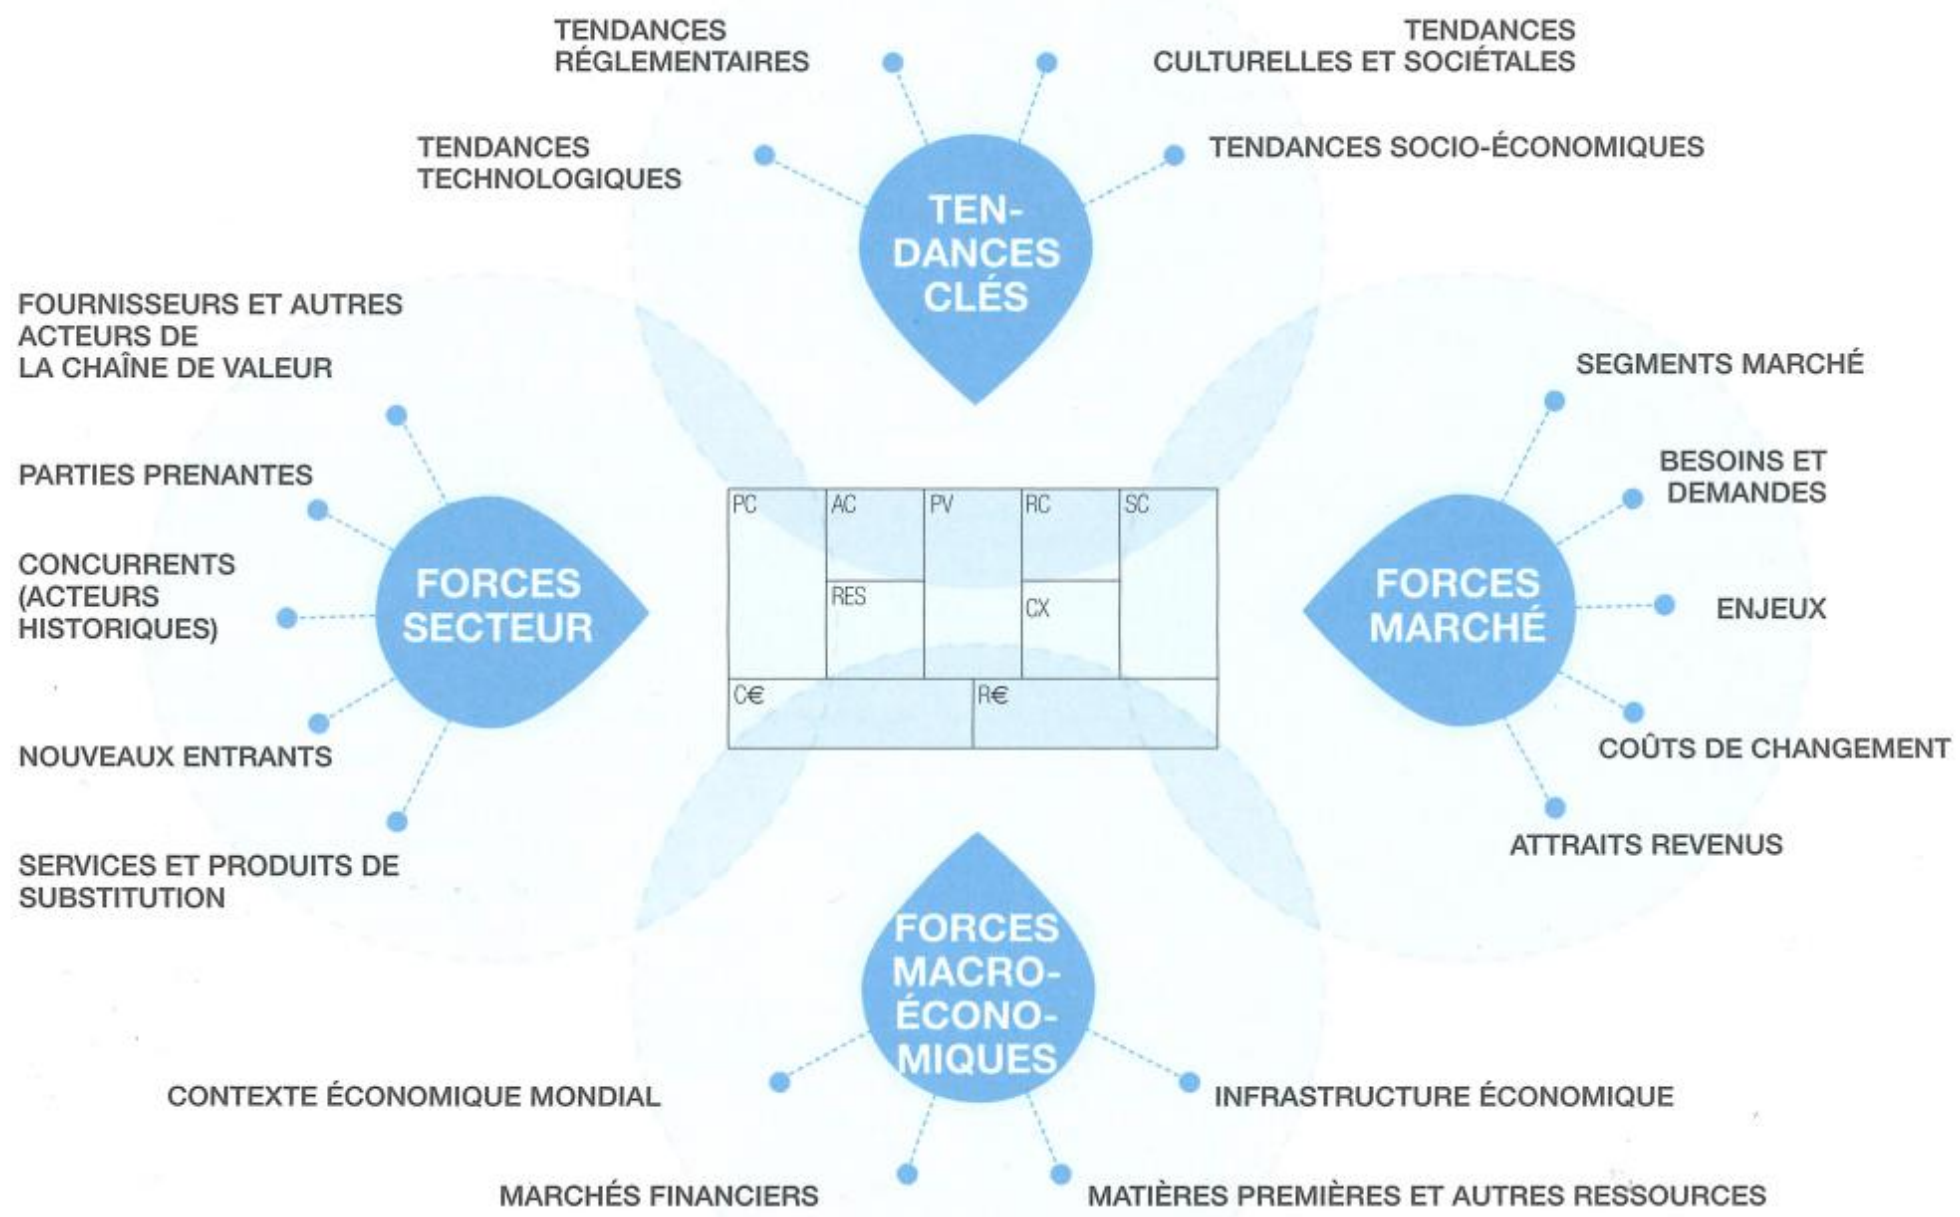 TENDANCES
RÉGLEMENTAIRES
TENDANCES
CULTURELLES ET SOCIÉTALES
TENDANCES
TECHNOLOGIQUES
TENDANCES SOCIO-ÉCONOMIQUES
TEN-
DANCES
CLÉS
FOURNISSEURS ET AUTRES
ACTEURS DE
LA CHAÎNE DE VALEUR
PARTIES PRENANTES
CONCURRENTS
(ACTEURS
HISTORIQUES)
NOUVEAUX ENTRANTS
SERVICES ET PRODUITS DE
SUBSTITUTION
FORCES
SECTEUR
PC
AC
PV
RC
SC
RES
CX
C€
R€
FORCES
MARCHÉ
SEGMENTS MARCHÉ
BESOINS ET
DEMANDES
ENJEUX
COÛTS DE CHANGEMENT
ATTRAITS REVENUS
FORCES
MACRO-
ÉCONO-
MIQUES
CONTEXTE ÉCONOMIQUE MONDIAL
INFRASTRUCTURE ÉCONOMIQUE
MARCHÉS FINANCIERS
MATIÈRES PREMIÈRES ET AUTRES RESSOURCES